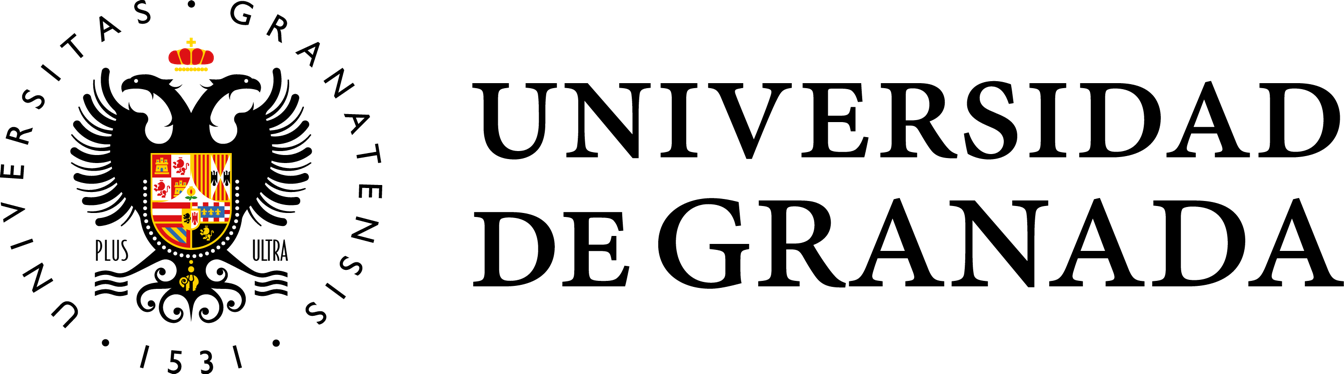 UNIVERSITAS · GRANATENSIS · 1531 ·
PLUS ULTRA
UNIVERSIDAD
DE GRANADA